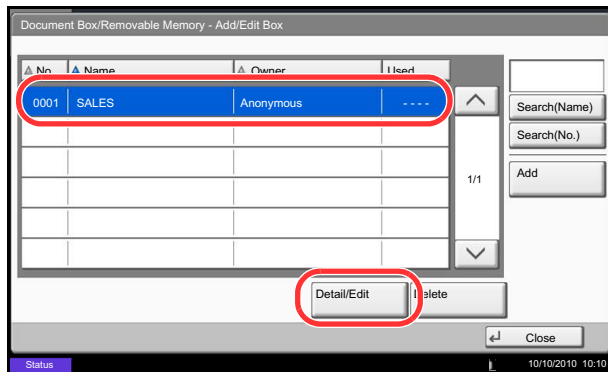 Document Box/Removable Memory - Add/Edit Box
No. Name Owner Used
0001 SALES Anonymous - - - -
Search(Name)
Search(No.)
1/1
Add
Detail/Edit Delete
Close
Status 10/10/2010 10:10